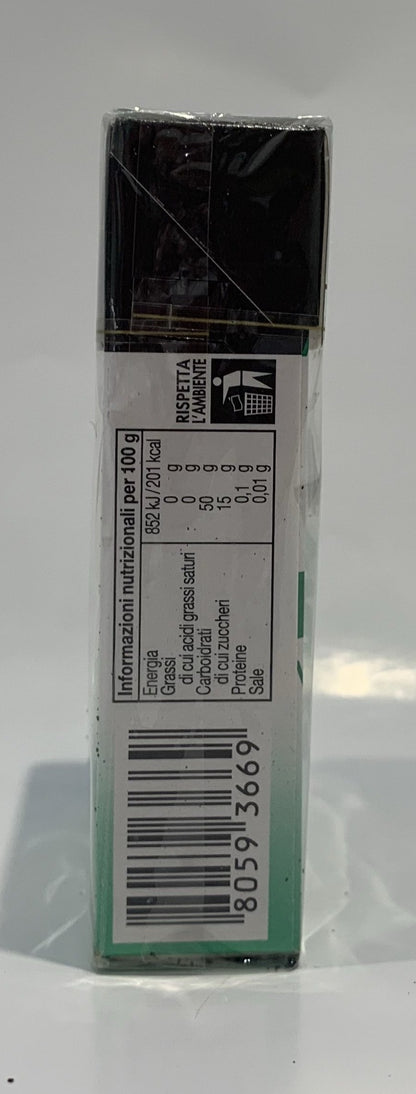 RISPETTA
L'AMBIENTE
Informazioni nutrizionali per 100 g
Energia 852 kJ/201 kcal
Grassi 0 g
di cui acidi grassi saturi 0 g
Carboidrati 50 g
di cui zuccheri 15 g
Proteine 0,1 g
Sale 0,01 g
8059 3669